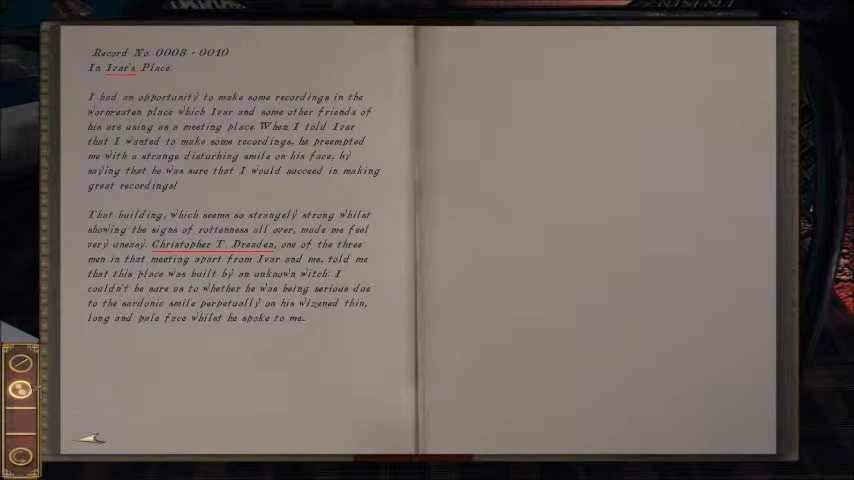 Record No: 0008 - 0010
In Ivar's Place:
I had an opportunity to make some recordings in the
worm-eaten place which Ivar and some other friends of
his are using as a meeting place. When I told Ivar
that I wanted to make some recordings, he preempted
me with a strange disturbing smile on his face, by
saying that he was sure that I would succeed in making
great recordings!
That building, which seems so strangely strong whilst
showing the signs of rottenness all over, made me feel
very uneasy. Christopher T. Dreaden, one of the three
men in that meeting apart from Ivar and me, told me
that this place was built by an unknown witch. I
couldn't be sure as to whether he was being serious due
to the sardonic smile perpetually on his wizened thin,
long and pale face whilst he spoke to me.